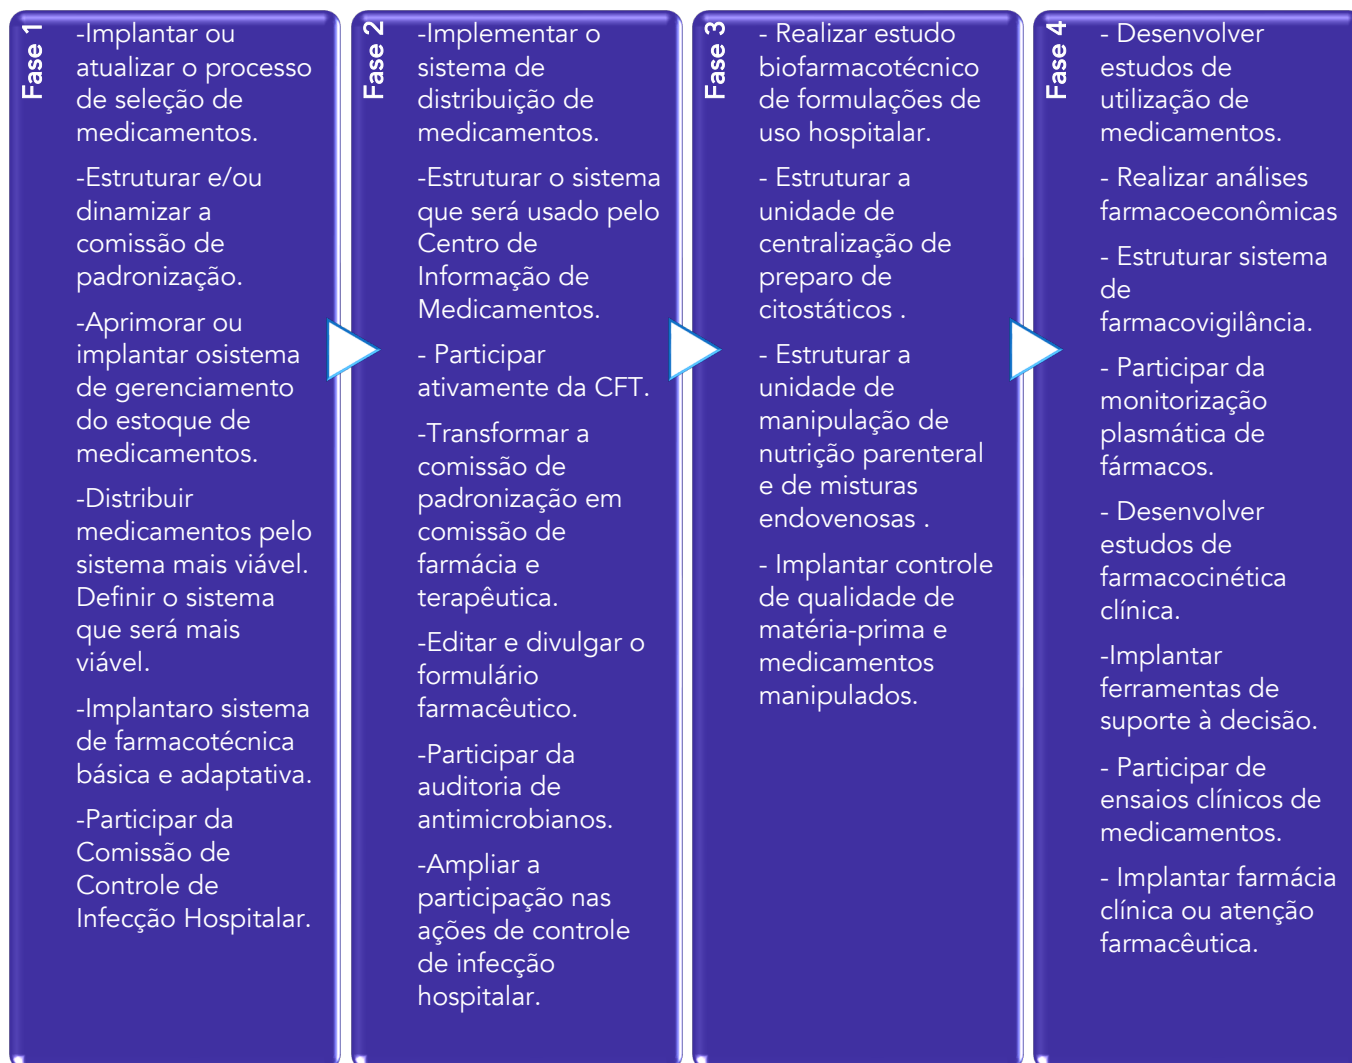 Fase 1
-Implantar ou
atualizar o processo
de seleção de
medicamentos.
-Estruturar e/ou
dinamizar a
comissão de
padronização.
-Aprimorar ou
implantar osistema
de gerenciamento
do estoque de
medicamentos.
-Distribuir
medicamentos pelo
sistema mais viável.
Definir o sistema
que será mais
viável.
-Implantaro sistema
de farmacotécnica
básica e adaptativa.
-Participar da
Comissão de
Controle de
Infecção Hospitalar.
Fase 2
-Implementar o
sistema de
distribuição de
medicamentos.
-Estruturar o sistema
que será usado pelo
Centro de
Informação de
Medicamentos.
- Participar
ativamente da CFT.
-Transformar a
comissão de
padronização em
comissão de
farmácia e
terapêutica.
-Editar e divulgar o
formulário
farmacêutico.
-Participar da
auditoria de
antimicrobianos.
-Ampliar a
participação nas
ações de controle
de infecção
hospitalar.
Fase 3
- Realizar estudo
biofarmacotécnico
de formulações de
uso hospitalar.
- Estruturar a
unidade de
centralização de
preparo de
citostáticos .
- Estruturar a
unidade de
manipulação de
nutrição parenteral
e de misturas
endovenosas .
- Implantar controle
de qualidade de
matéria-prima e
medicamentos
manipulados.
Fase 4
- Desenvolver
estudos de
utilização de
medicamentos.
- Realizar análises
farmacoeconômicas
- Estruturar sistema
de
farmacovigilância.
- Participar da
monitorização
plasmática de
fármacos.
- Desenvolver
estudos de
farmacocinética
clínica.
-Implantar
ferramentas de
suporte à decisão.
- Participar de
ensaios clínicos de
medicamentos.
- Implantar farmácia
clínica ou atenção
farmacêutica.